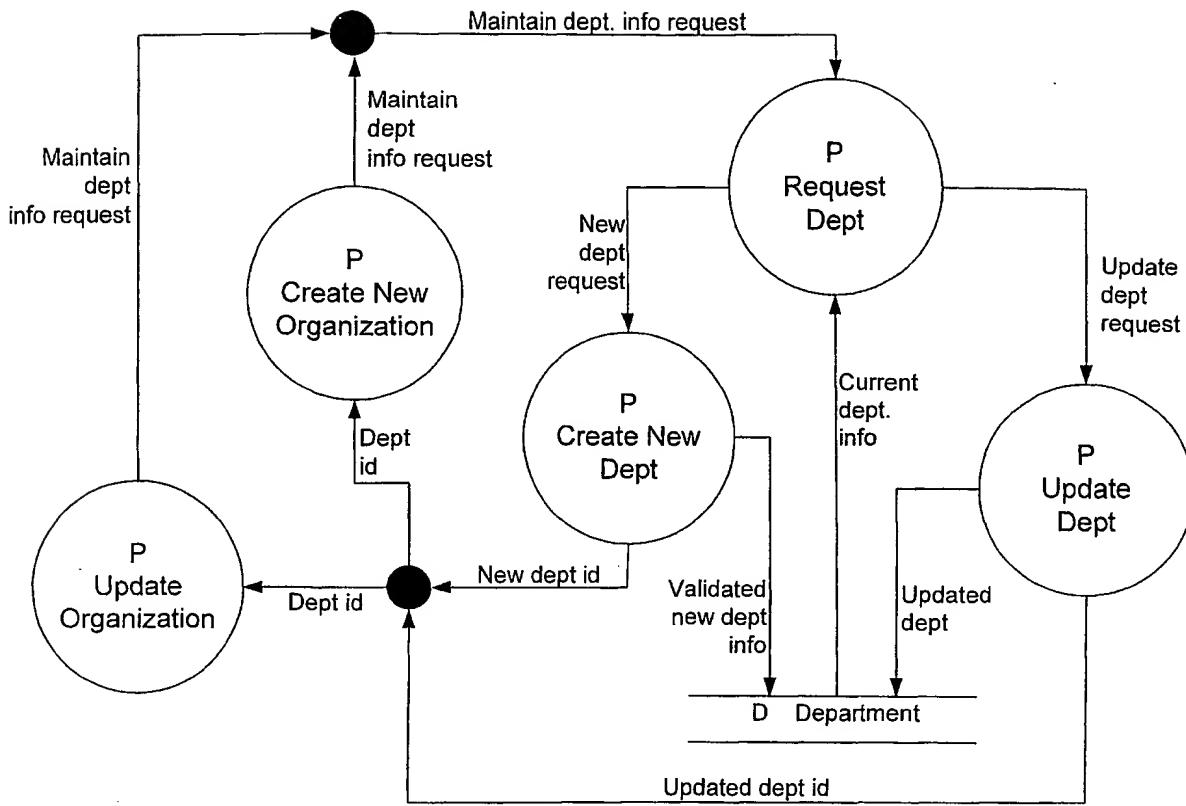 Maintain dept. info request
Maintain
dept
info request
Maintain
dept
info request
P
Request
Dept
New
dept
request
Update
dept
request
P
Create New
Organization
Current
dept.
info
P
Create New
Dept
P
Update
Dept
Dept
id
P
Update
Organization
Dept id
New dept id
Validated
new dept
info
Updated
dept
D Department
Updated dept id